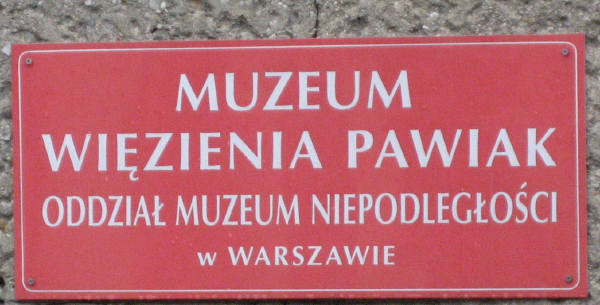 MUZEUM
WIĘZIENIA PAWIAK
ODDZIAŁ MUZEUM NIEPODLEGŁOŚCI
w WARSZAWIE